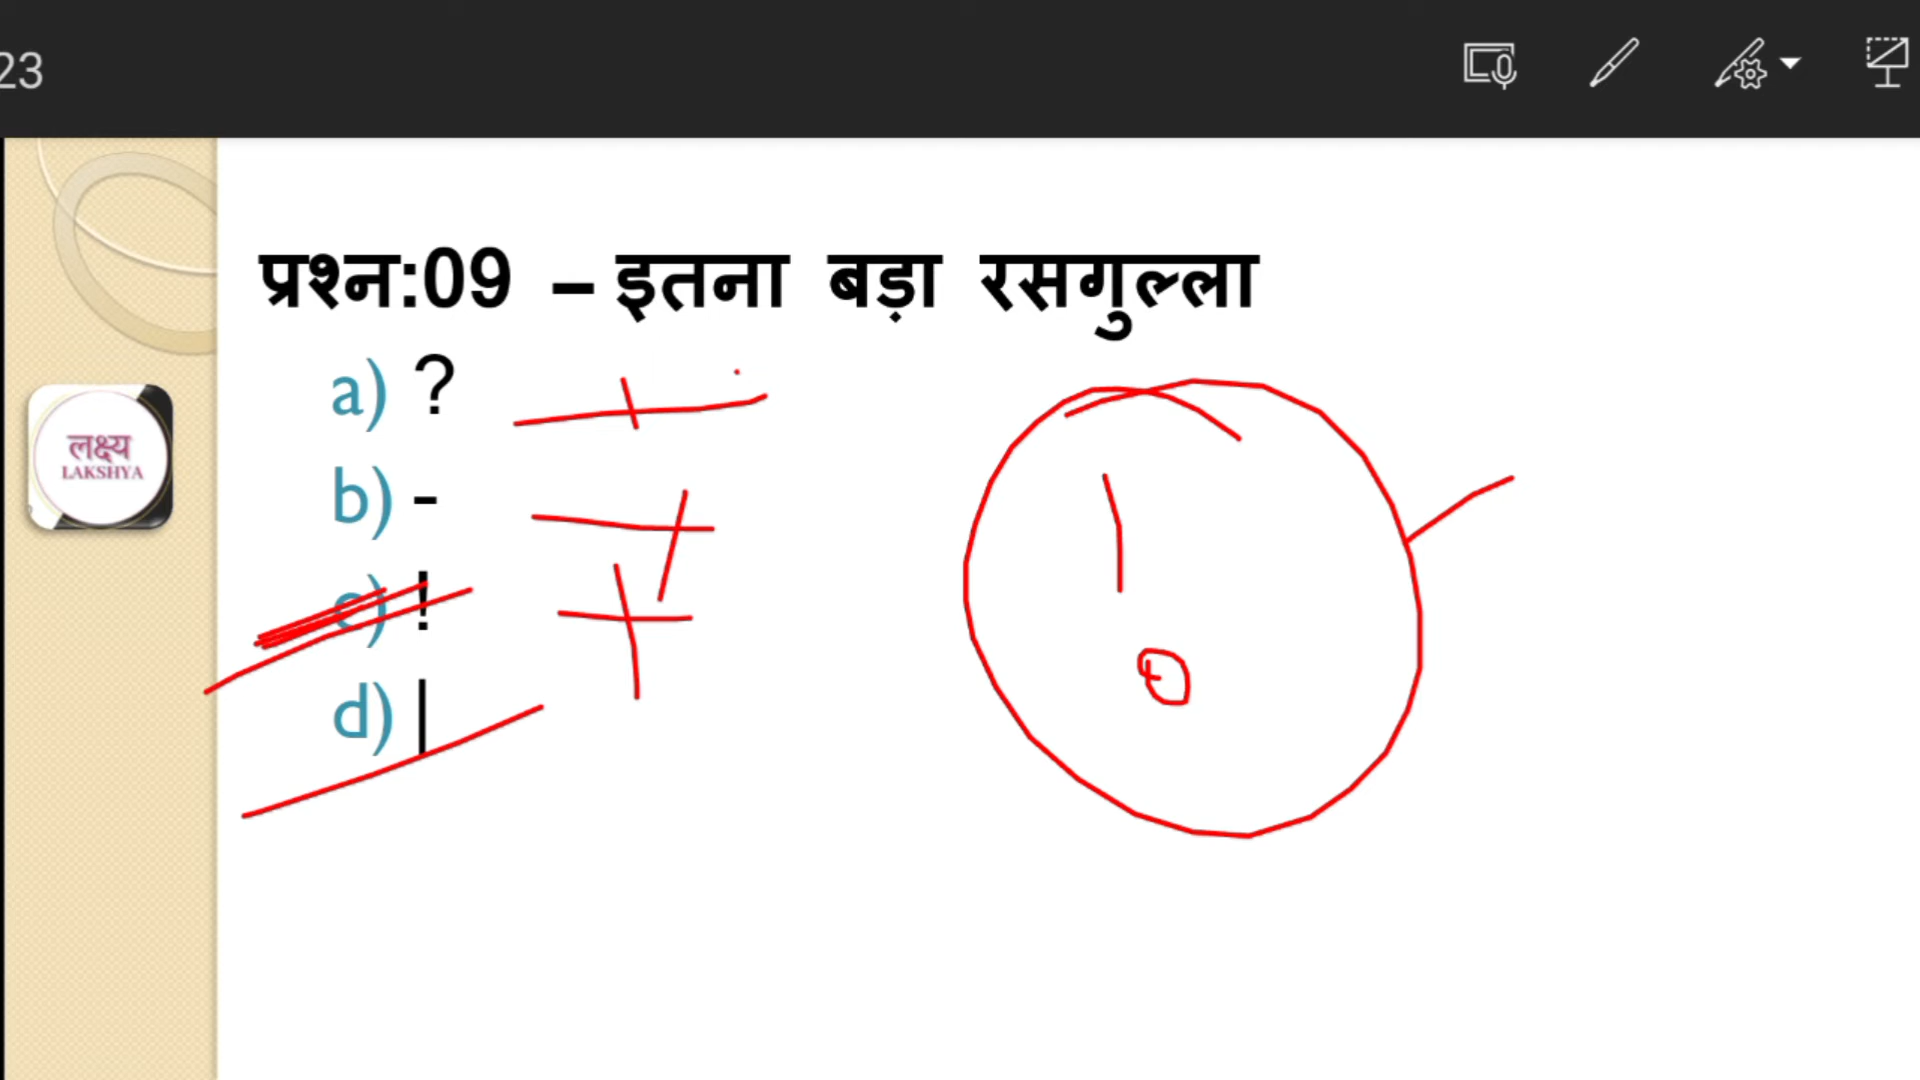 23
प्रश्न:09 – इतना बड़ा रसगुल्ला
a) ?
b) -
c) !
d) |
लक्ष्य
LAKSHYA